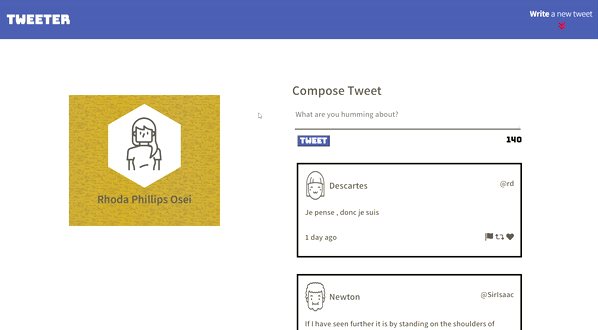 TWEETER
Write a new tweet
Compose Tweet
What are you humming about?
TWEET
140
Rhoda Phillips Osei
Descartes
@rd
Je pense , donc je suis
1 day ago
Newton
@SirIsaac
If I have seen further it is by standing on the shoulders of